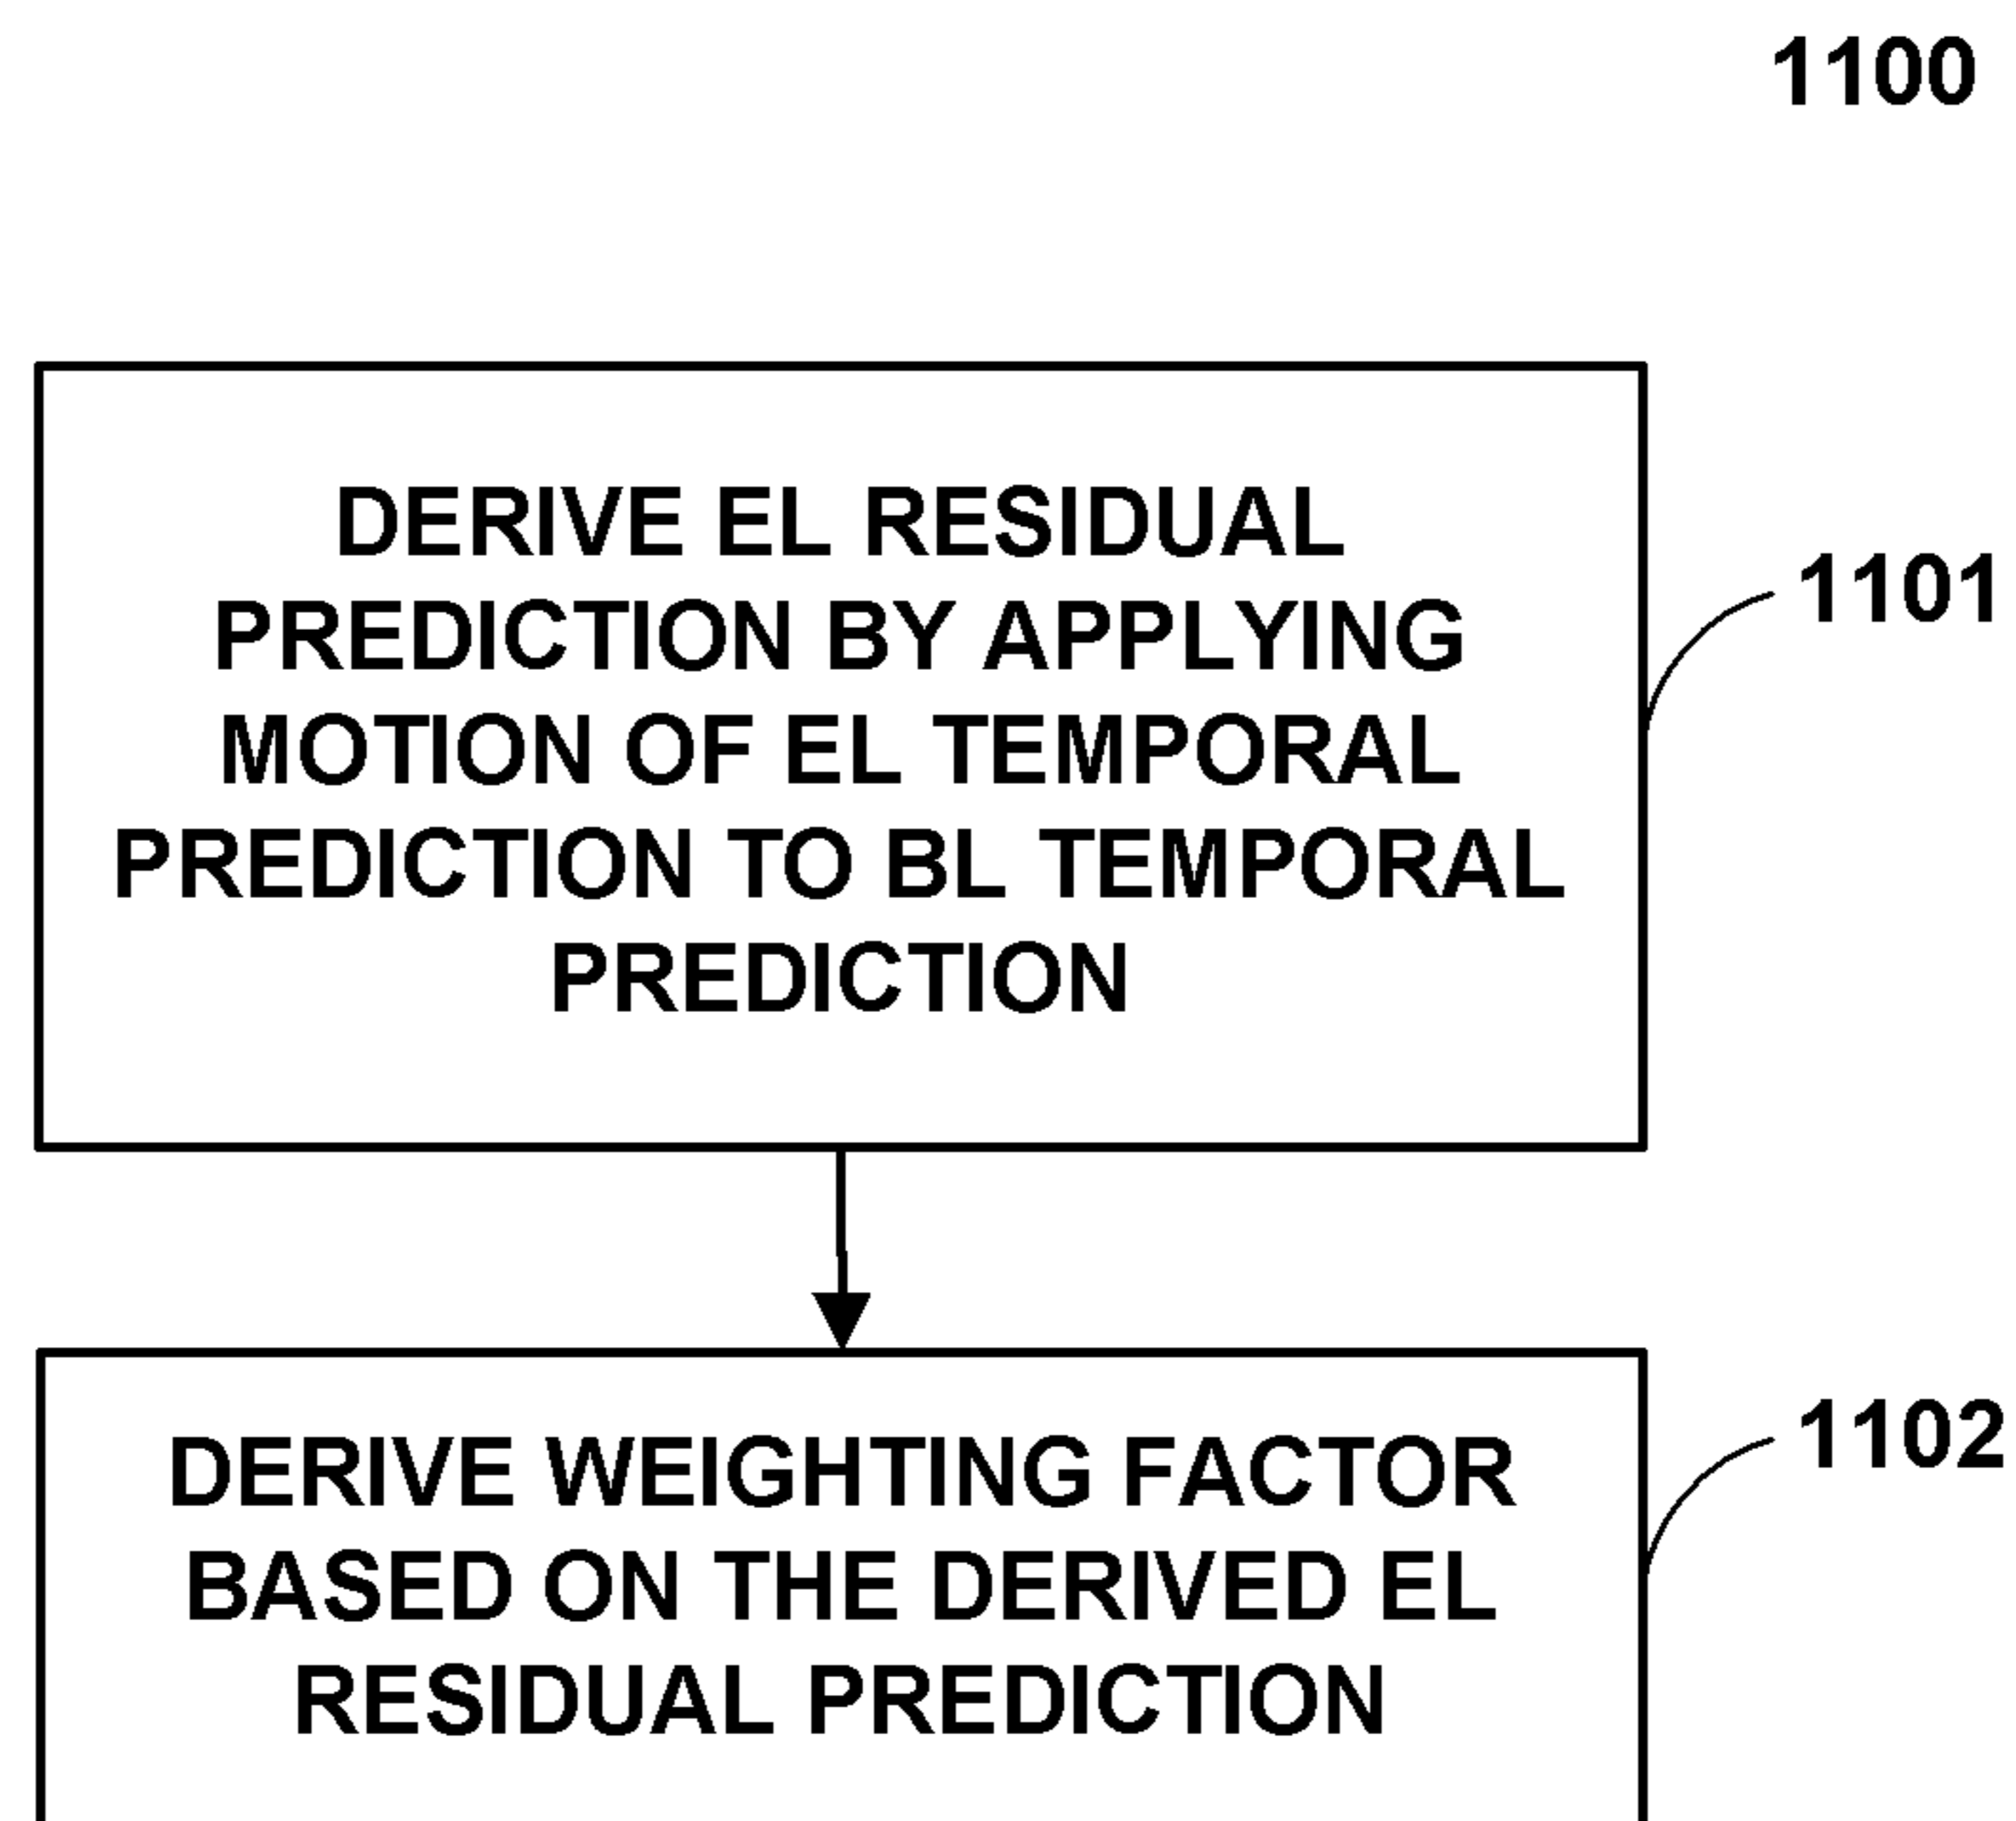 1100
DERIVE EL RESIDUAL
PREDICTION BY APPLYING
MOTION OF EL TEMPORAL
PREDICTION TO BL TEMPORAL
PREDICTION
1101
DERIVE WEIGHTING FACTOR
BASED ON THE DERIVED EL
RESIDUAL PREDICTION
1102